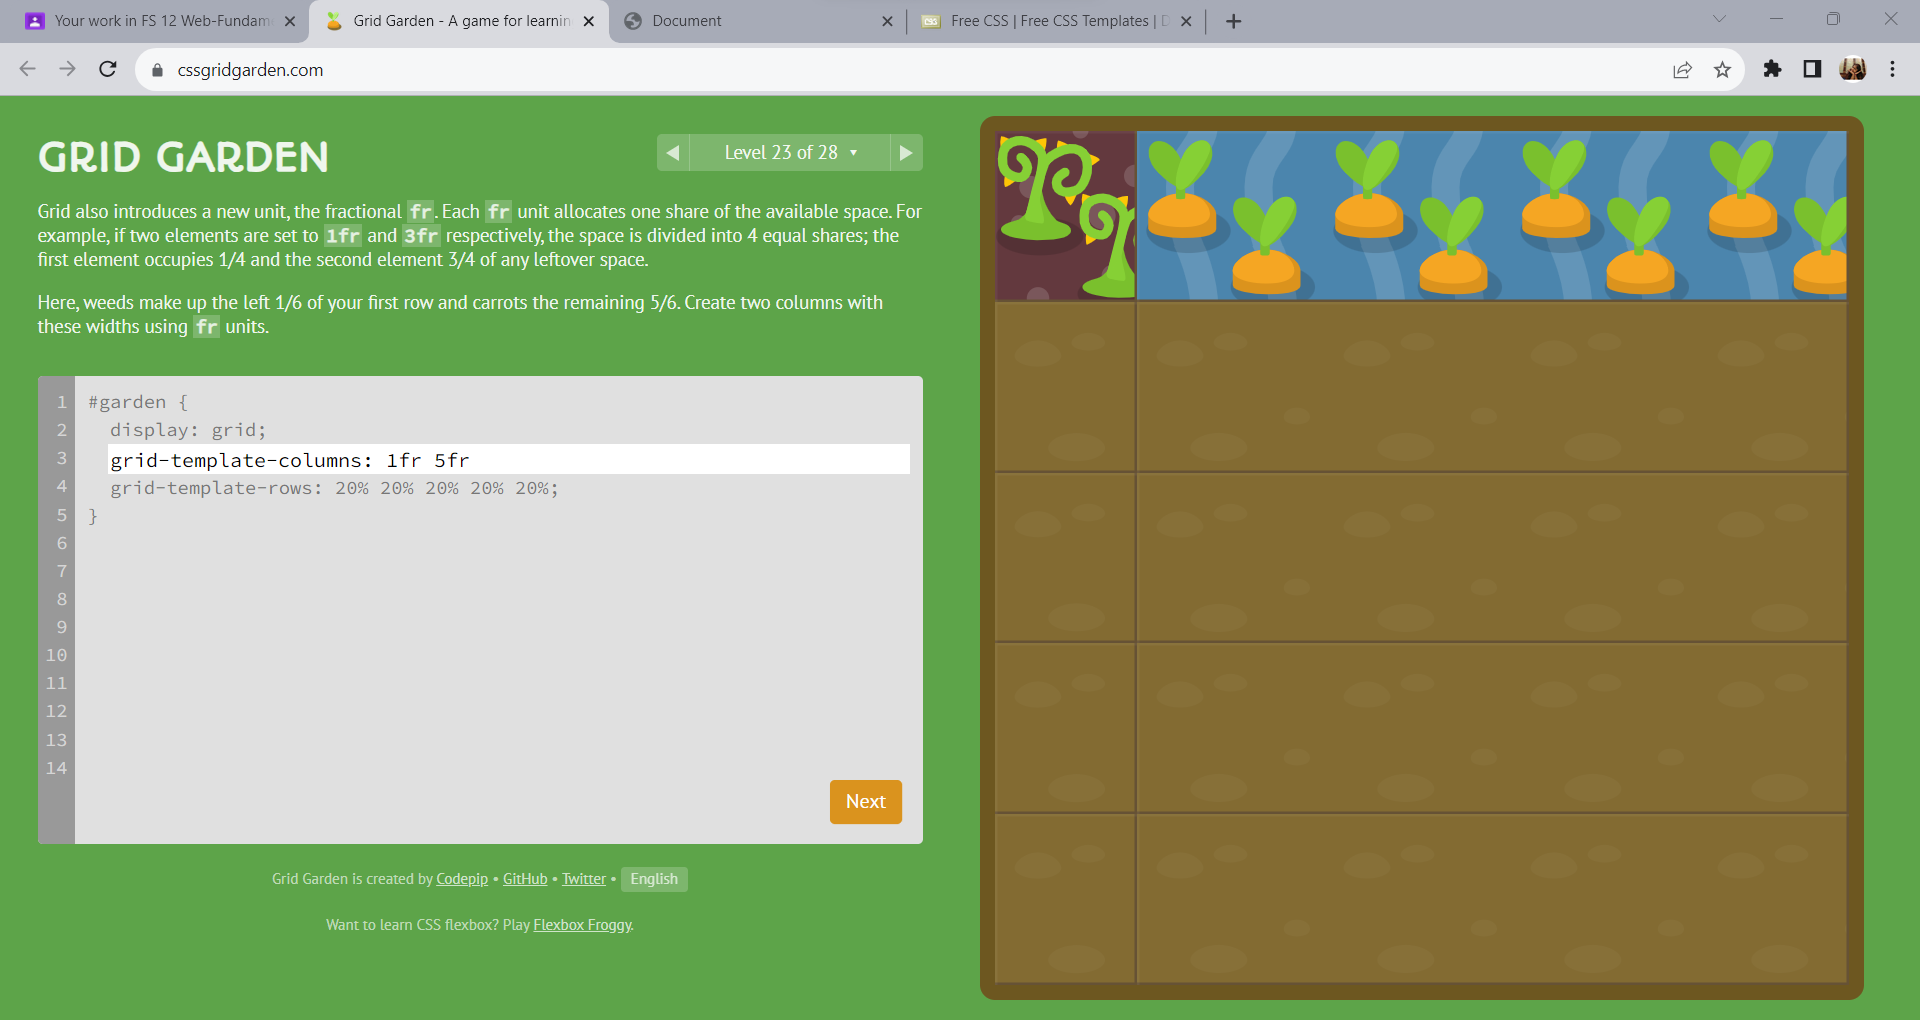 Your work in FS 12 Web-Fundam
Grid Garden - A game for learnin
Document
Free CSS | Free CSS Templates | D
cssgridgarden.com
GRID GARDEN
Level 23 of 28
Grid also introduces a new unit, the fractional fr. Each fr unit allocates one share of the available space. For
example, if two elements are set to 1fr and 3fr respectively, the space is divided into 4 equal shares; the
first element occupies 1/4 and the second element 3/4 of any leftover space.
Here, weeds make up the left 1/6 of your first row and carrots the remaining 5/6. Create two columns with
these widths using fr units.
1 #garden {
2 display: grid;
3 grid-template-columns: 1fr 5fr
4 grid-template-rows: 20% 20% 20% 20% 20%;
5 }
6
7
8
9
10
11
12
13
14
Next
Grid Garden is created by Codepip • GitHub • Twitter • English
Want to learn CSS flexbox? Play Flexbox Froggy.